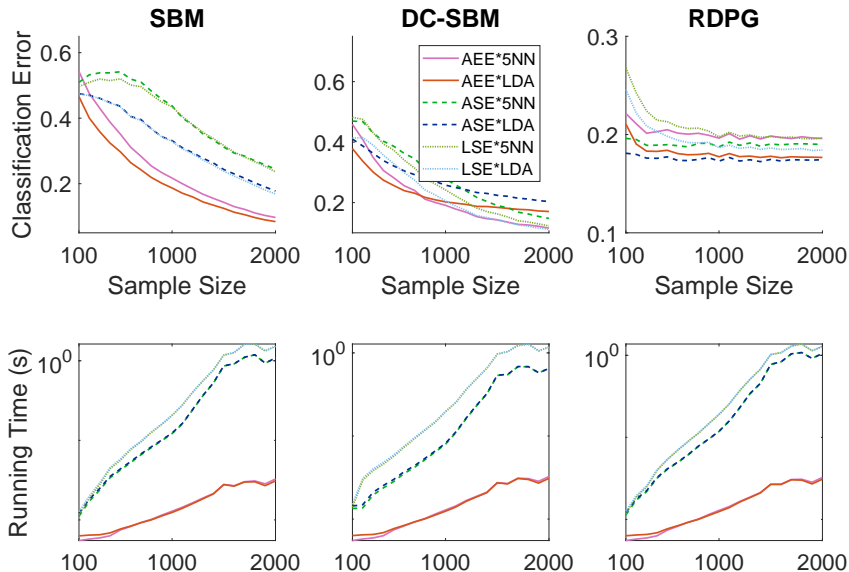 SBM
DC-SBM
RDPG
Classification Error
0.6
0.4
0.2
100
1000
2000
Sample Size
0.6
0.4
0.2
100
1000
2000
Sample Size
AEE*5NN
AEE*LDA
ASE*5NN
ASE*LDA
LSE*5NN
LSE*LDA
0.3
0.2
0.1
100
1000
2000
Sample Size
Running Time (s)
10^0
100
1000
2000
10^0
100
1000
2000
10^0
100
1000
2000